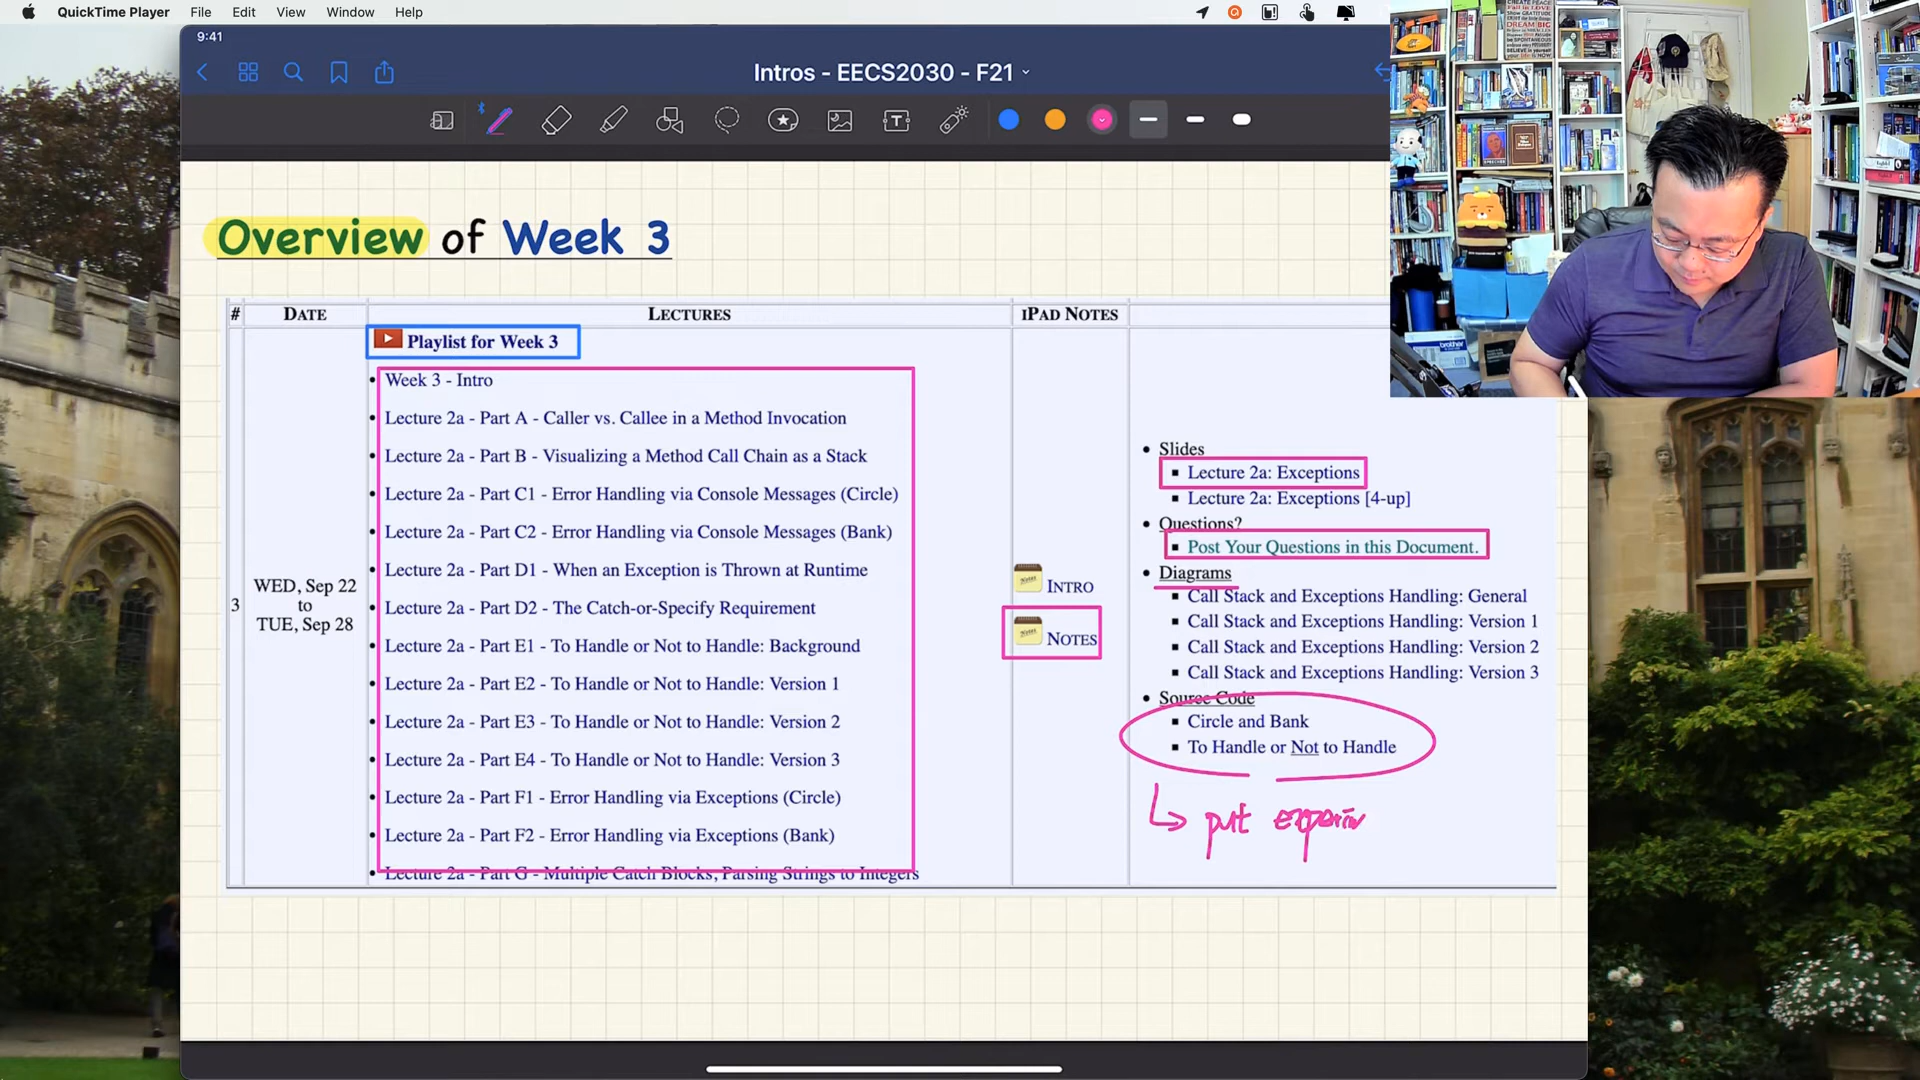 QuickTime Player File Edit View Window Help
9:41
Intros - EECS2030 - F21
Overview of Week 3
# DATE LECTURES IPAD NOTES
Playlist for Week 3
Week 3 - Intro
Lecture 2a - Part A - Caller vs. Callee in a Method Invocation
Lecture 2a - Part B - Visualizing a Method Call Chain as a Stack
Lecture 2a - Part C1 - Error Handling via Console Messages (Circle)
Lecture 2a - Part C2 - Error Handling via Console Messages (Bank)
Lecture 2a - Part D1 - When an Exception is Thrown at Runtime
Lecture 2a - Part D2 - The Catch-or-Specify Requirement
Lecture 2a - Part E1 - To Handle or Not to Handle: Background
Lecture 2a - Part E2 - To Handle or Not to Handle: Version 1
Lecture 2a - Part E3 - To Handle or Not to Handle: Version 2
Lecture 2a - Part E4 - To Handle or Not to Handle: Version 3
Lecture 2a - Part F1 - Error Handling via Exceptions (Circle)
Lecture 2a - Part F2 - Error Handling via Exceptions (Bank)
Lecture 2a - Part G - Multiple Catch Blocks, Parsing Strings to Integers
3
WED, Sep 22
to
TUE, Sep 28
INTRO
NOTES
Slides
Lecture 2a: Exceptions
Lecture 2a: Exceptions [4-up]
Questions?
Post Your Questions in this Document.
Diagrams
Call Stack and Exceptions Handling: General
Call Stack and Exceptions Handling: Version 1
Call Stack and Exceptions Handling: Version 2
Call Stack and Exceptions Handling: Version 3
Source Code
Circle and Bank
To Handle or Not to Handle
put